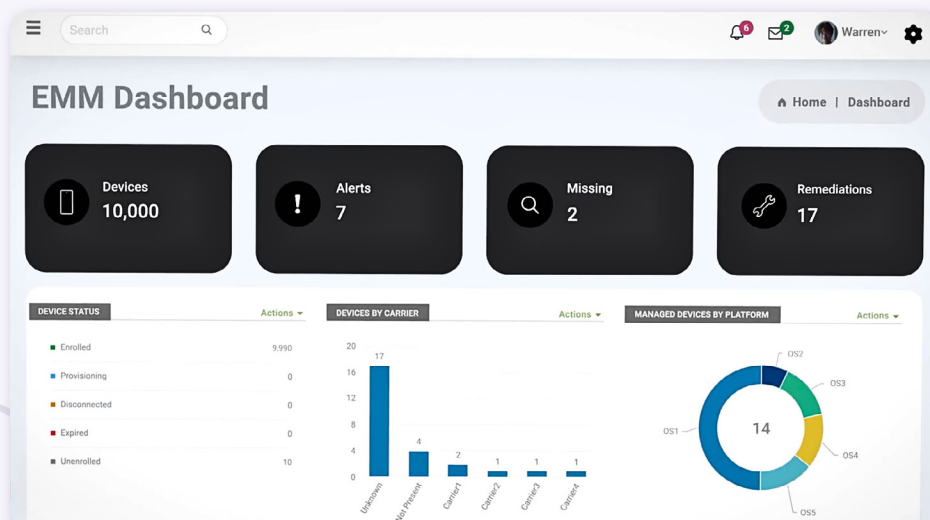 Search
6
2
Warren
EMM Dashboard
Home | Dashboard
Devices
10,000
Alerts
7
Missing
2
Remediations
17
DEVICE STATUS
Actions
Enrolled 9.990
Provisioning 0
Disconnected 0
Expired 0
Unenrolled 10
DEVICES BY CARRIER
Actions
20
16
12
8
4
0
17
4
2
1
1
1
Unknown
Not Present
Carrier1
Carrier2
Carrier3
Carrier4
MANAGED DEVICES BY PLATFORM
Actions
OS2
OS3
OS1
14
OS4
OS5